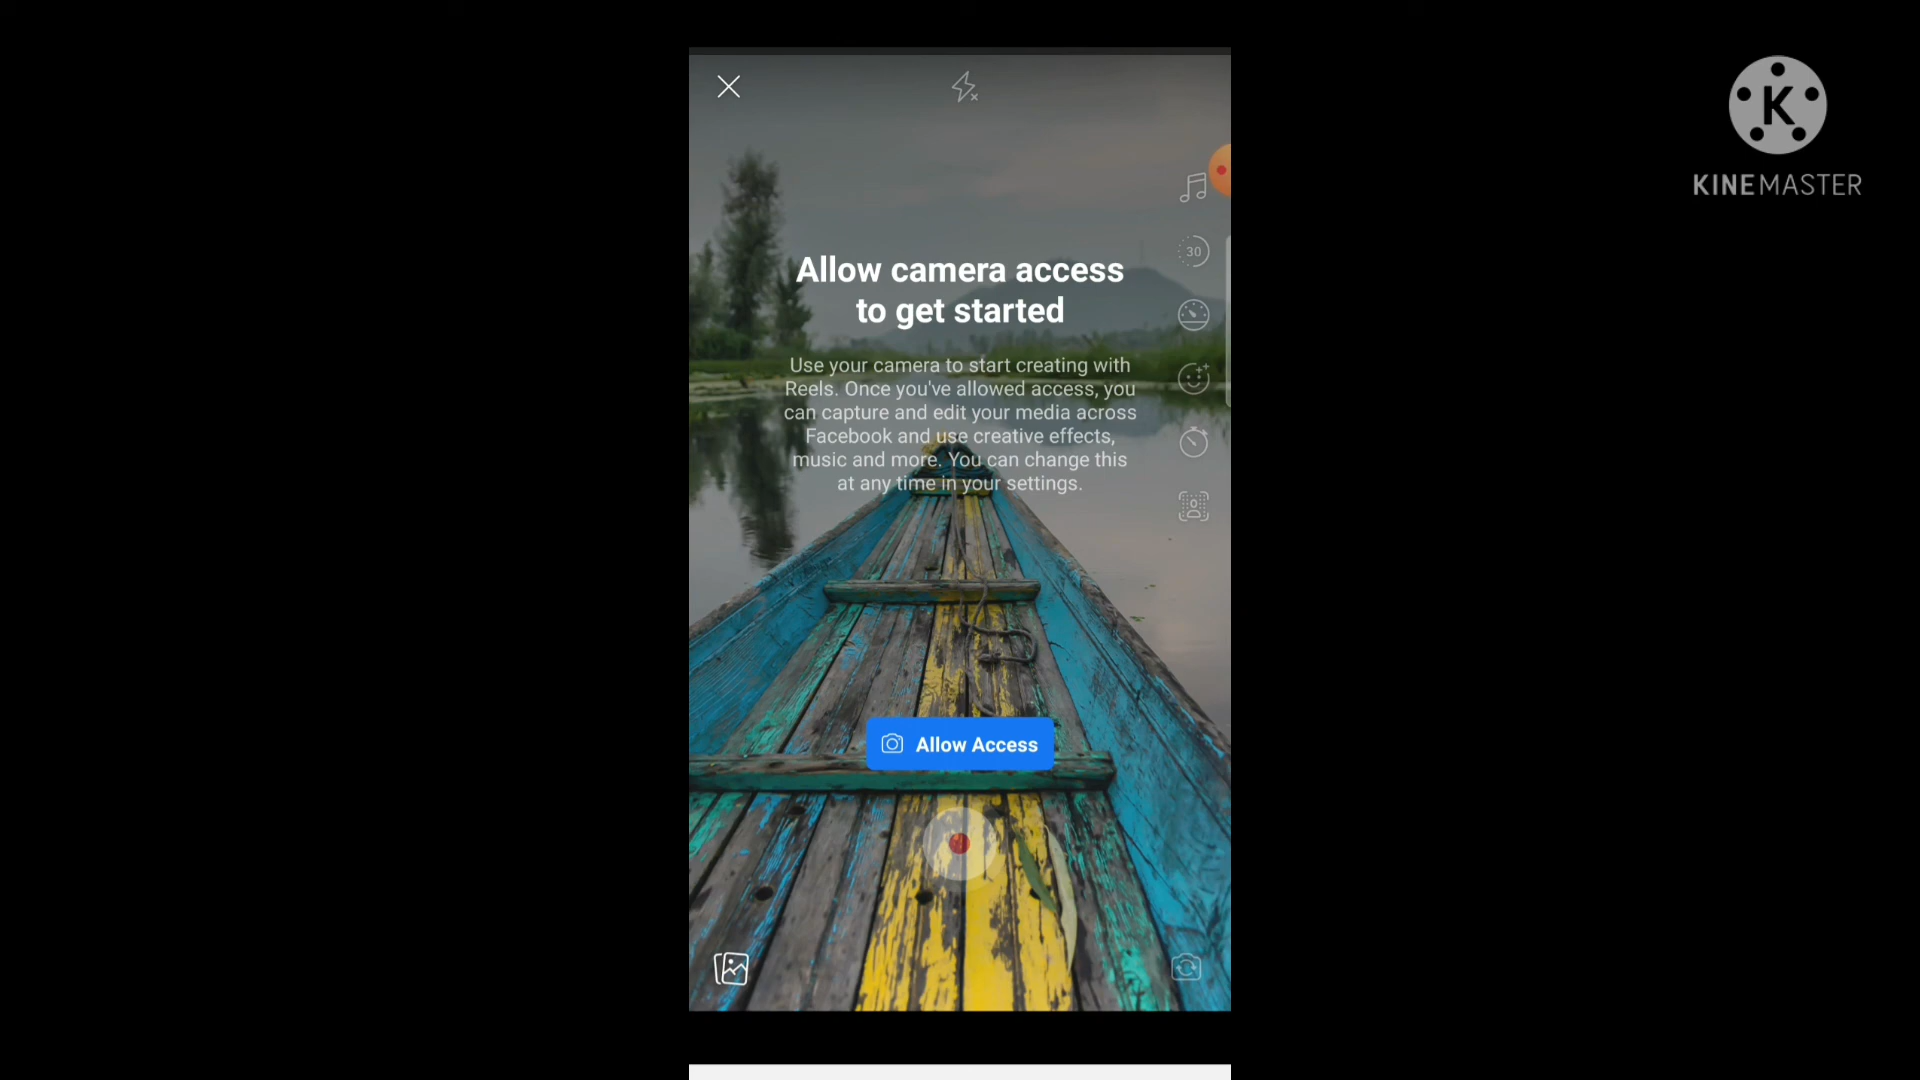 KINEMASTER
Allow camera access
to get started
30
Use your camera to start creating with
Reels. Once you've allowed access, you
can capture and edit your media across
Facebook and use creative effects,
music and more. You can change this
at any time in your settings.
Allow Access